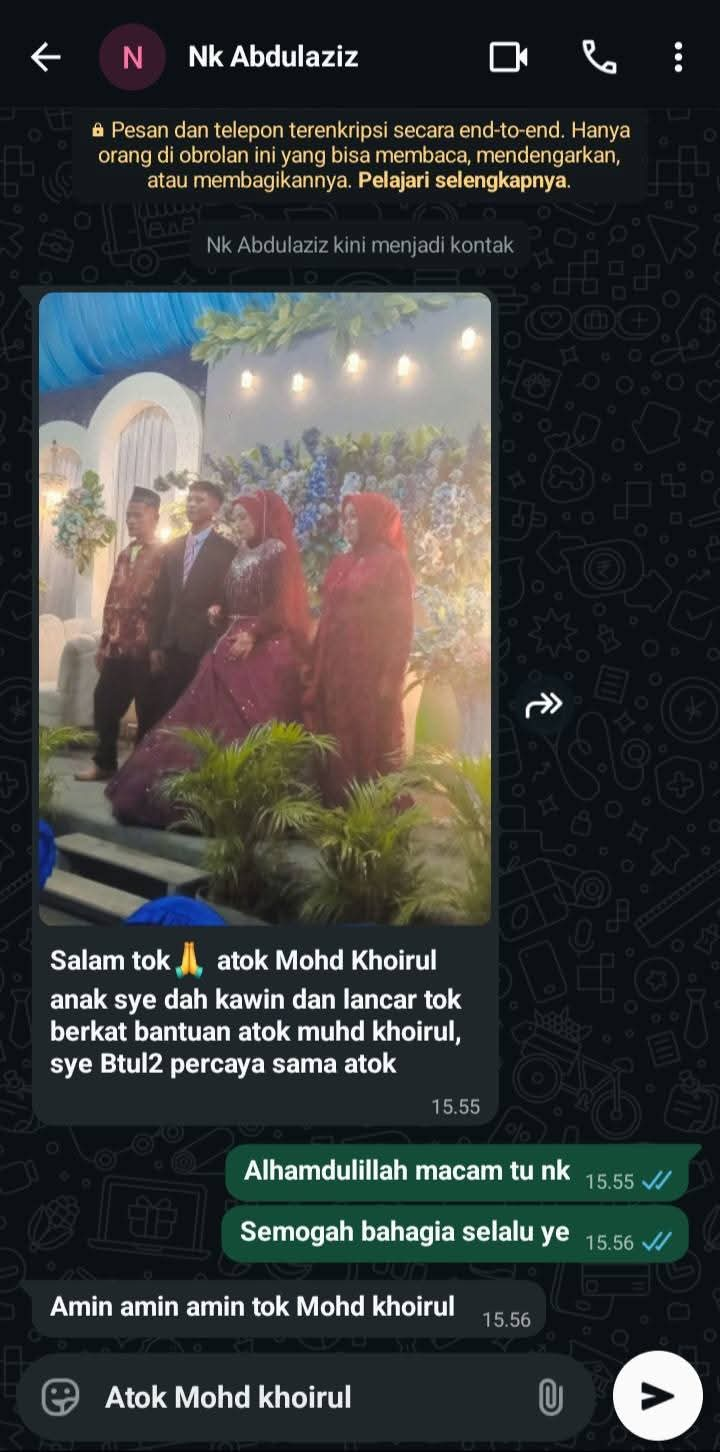 N
Nk Abdulaziz
Pesan dan telepon terenkripsi secara end-to-end. Hanya
orang di obrolan ini yang bisa membaca, mendengarkan,
atau membagikannya. Pelajari selengkapnya.
Nk Abdulaziz kini menjadi kontak
Salam tok🙏 atok Mohd Khoirul
anak sye dah kawin dan lancar tok
berkat bantuan atok muhd khoirul,
sye Btul2 percaya sama atok
15.55
Alhamdulillah macam tu nk 15.55
Semogah bahagia selalu ye 15.56
Amin amin amin tok Mohd khoirul 15.56
Atok Mohd khoirul